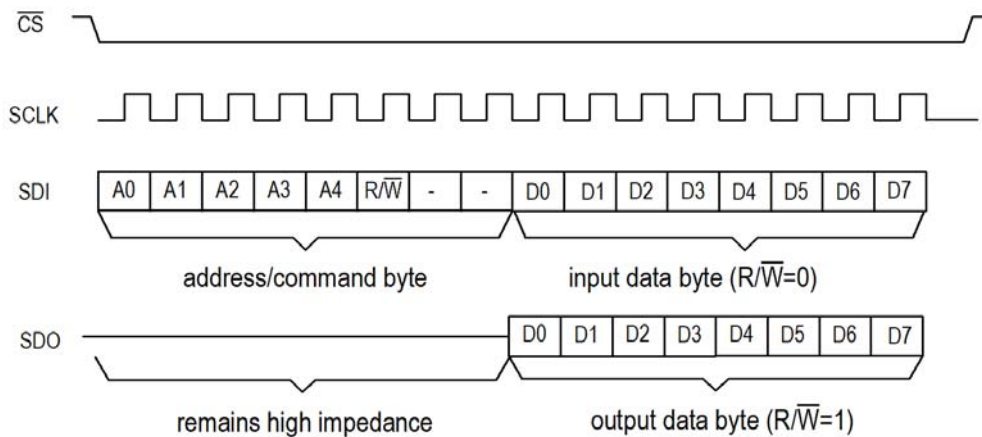 C̅S̅
SCLK
SDI A0 A1 A2 A3 A4 R/W̅ - - D0 D1 D2 D3 D4 D5 D6 D7
address/command byte input data byte (R/W̅=0)
SDO D0 D1 D2 D3 D4 D5 D6 D7
remains high impedance output data byte (R/W̅=1)